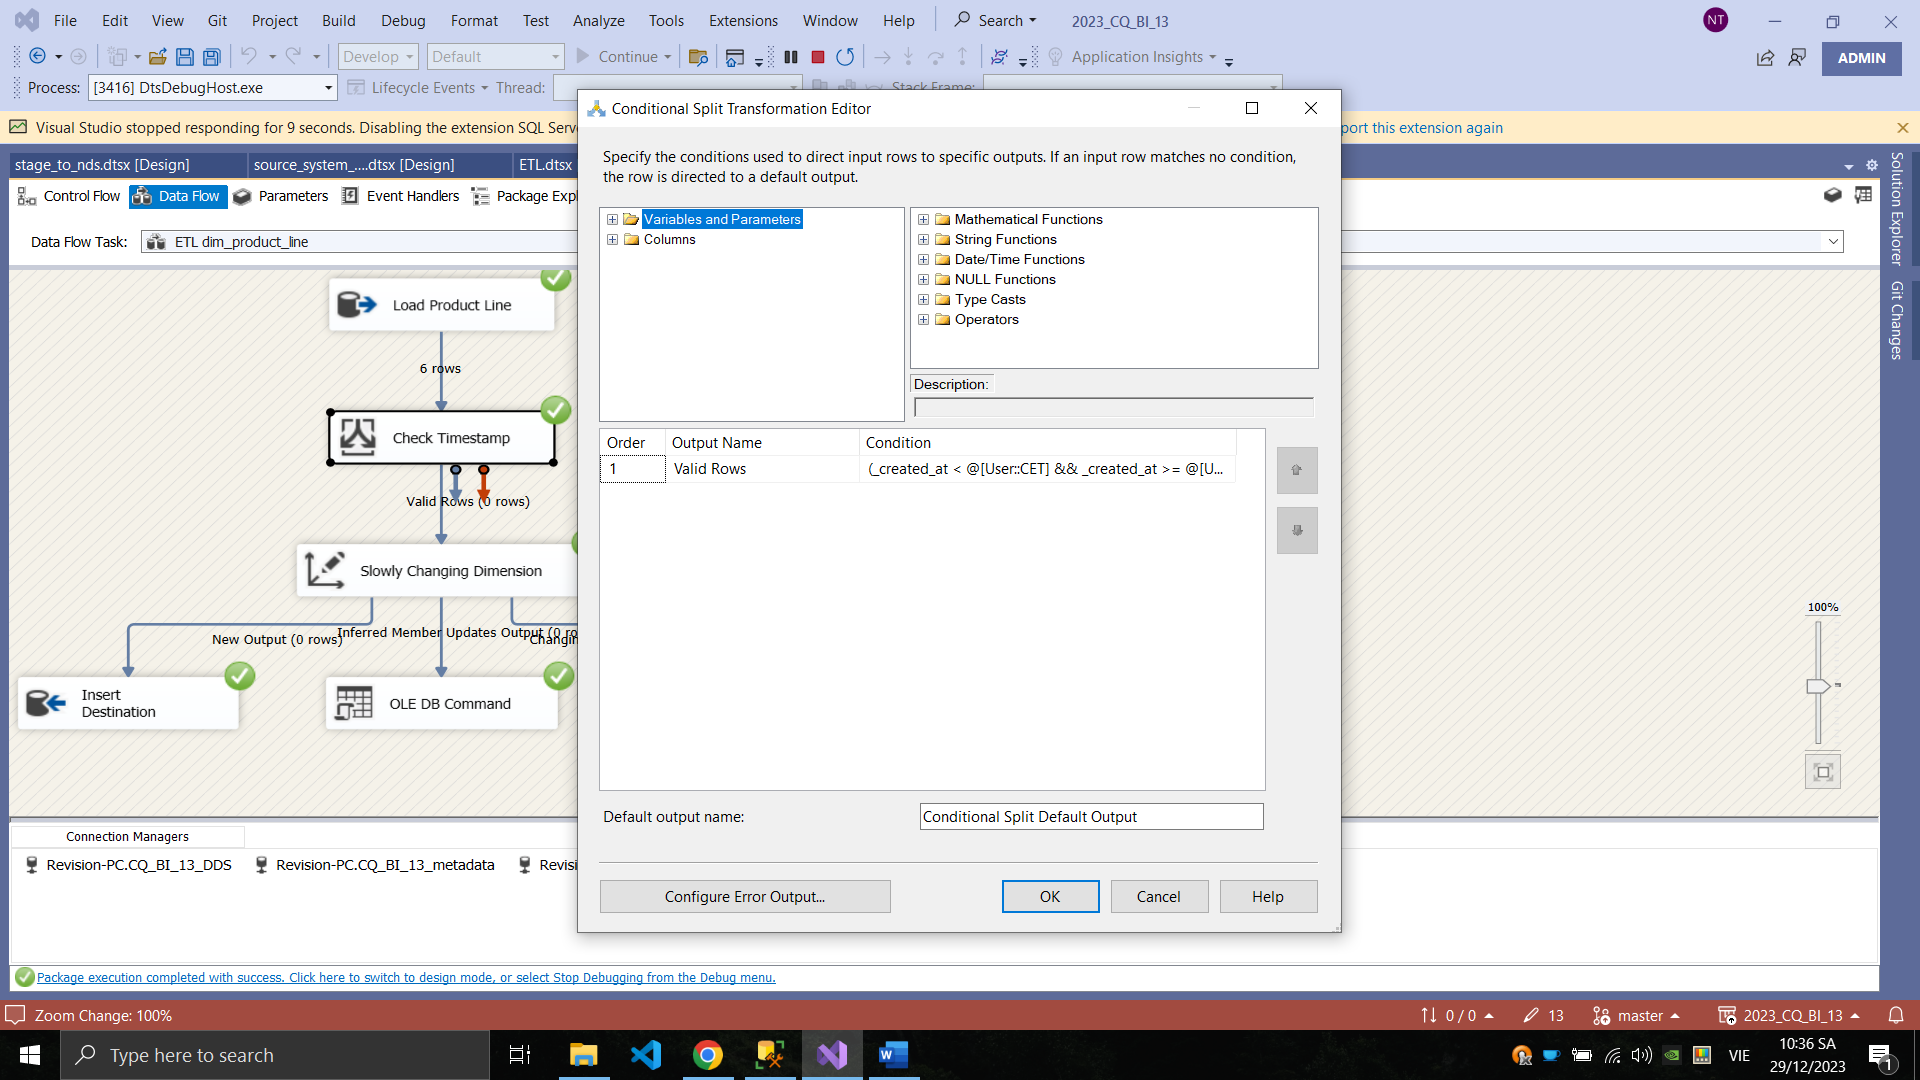 File Edit View Git Project Build Debug Format Test Analyze Tools Extensions Window Help Search 2023_CQ_BI_13 NT
Develop Default Continue Application Insights ADMIN
Process: [3416] DtsDebugHost.exe Lifecycle Events Thread: Stack Frame:
Visual Studio stopped responding for 9 seconds. Disabling the extension SQL port this extension again
stage_to_nds.dtsx [Design] source_system_....dtsx [Design] ETL.dtsx
Control Flow Data Flow Parameters Event Handlers Package
Data Flow Task: ETL dim_product_line
Load Product Line
6 rows
Check Timestamp
Valid Rows (0 rows)
Slowly Changing Dimension
New Output (0 rows)
Inferred Member Updates Output
Insert
Destination
OLE DB Command
Conditional Split Transformation Editor
Specify the conditions used to direct input rows to specific outputs. If an input row matches no condition,
the row is directed to a default output.
Variables and Parameters
Columns
Mathematical Functions
String Functions
Date/Time Functions
NULL Functions
Type Casts
Operators
Description:
Order Output Name Condition
1 Valid Rows (_created_at < @[User::CET] && _created_at >= @[U...
Default output name: Conditional Split Default Output
Configure Error Output... OK Cancel Help
Solution Explorer
Git Changes
100%
Connection Managers
Revision-PC.CQ_BI_13_DDS Revision-PC.CQ_BI_13_metadata
Package execution completed with success. Click here to switch to design mode, or select Stop Debugging from the Debug menu.
Zoom Change: 100% 0 / 0 13 master 2023_CQ_BI_13
Type here to search VIE 10:36 SA
29/12/2023
1